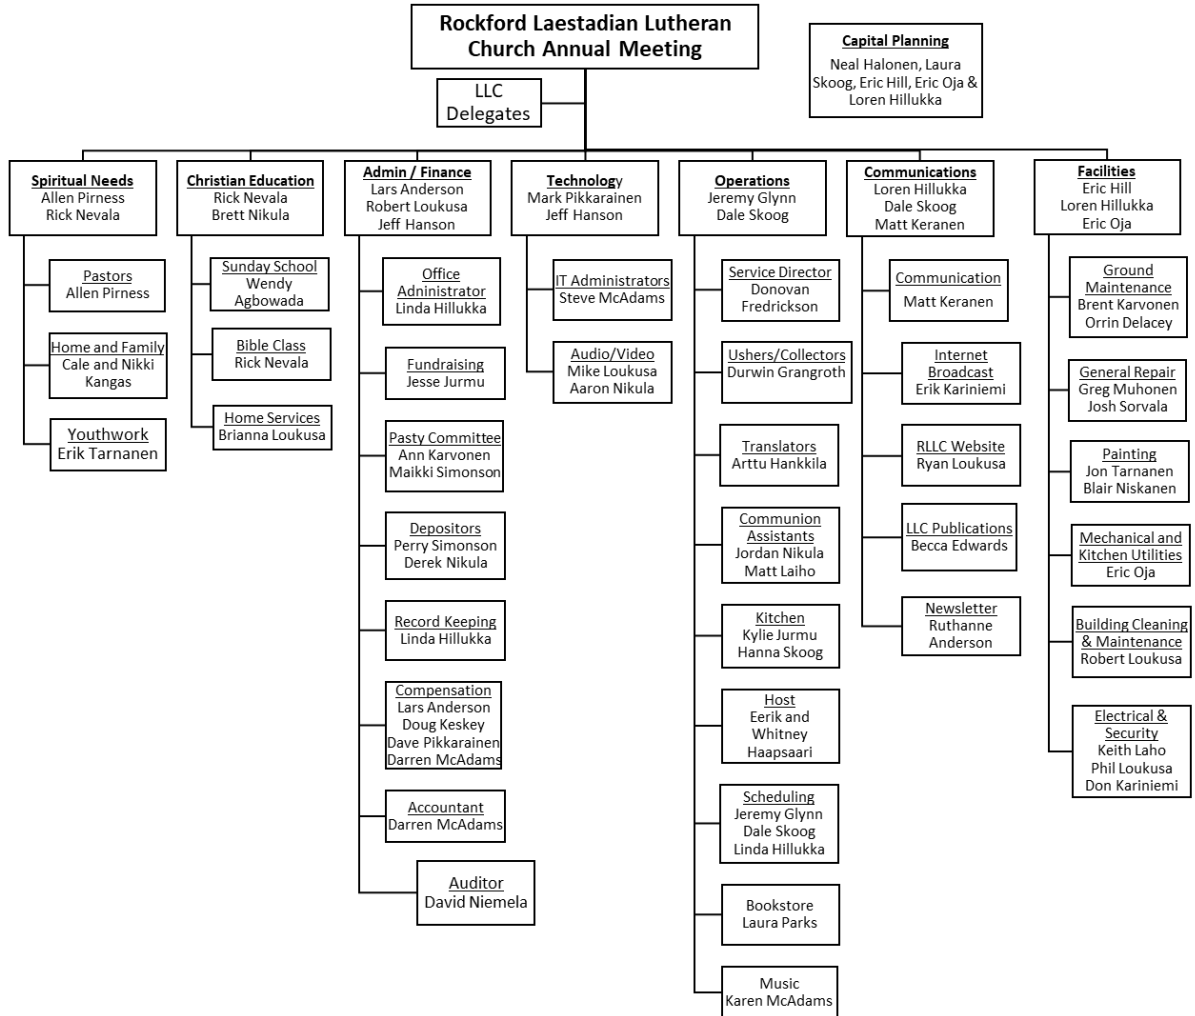 Rockford Laestadian Lutheran
Church Annual Meeting
Capital Planning
Neal Halonen, Laura
Skoog, Eric Hill, Eric Oja &
Loren Hillukka
LLC
Delegates
Spiritual Needs
Allen Pirness
Rick Nevala
Pastors
Allen Pirness
Home and Family
Cale and Nikki
Kangas
Youthwork
Erik Tarnanen
Christian Education
Rick Nevala
Brett Nikula
Sunday School
Wendy
Agbowada
Bible Class
Rick Nevala
Home Services
Brianna Loukusa
Admin / Finance
Lars Anderson
Robert Loukusa
Jeff Hanson
Office
Adninistrator
Linda Hillukka
Fundraising
Jesse Jurmu
Pasty Committee
Ann Karvonen
Maikki Simonson
Depositors
Perry Simonson
Derek Nikula
Record Keeping
Linda Hillukka
Compensation
Lars Anderson
Doug Keskey
Dave Pikkarainen
Darren McAdams
Accountant
Darren McAdams
Auditor
David Niemela
Technology
Mark Pikkarainen
Jeff Hanson
IT Administrators
Steve McAdams
Audio/Video
Mike Loukusa
Aaron Nikula
Operations
Jeremy Glynn
Dale Skoog
Service Director
Donovan
Fredrickson
Ushers/Collectors
Durwin Grangroth
Translators
Arttu Hankkila
Communion
Assistants
Jordan Nikula
Matt Laiho
Kitchen
Kylie Jurmu
Hanna Skoog
Host
Eerik and
Whitney
Haapsaari
Scheduling
Jeremy Glynn
Dale Skoog
Linda Hillukka
Bookstore
Laura Parks
Music
Karen McAdams
Communications
Loren Hillukka
Dale Skoog
Matt Keranen
Communication
Matt Keranen
Internet
Broadcast
Erik Kariniemi
RLLC Website
Ryan Loukusa
LLC Publications
Becca Edwards
Newsletter
Ruthanne
Anderson
Facilities
Eric Hill
Loren Hillukka
Eric Oja
Ground
Maintenance
Brent Karvonen
Orrin Delacey
General Repair
Greg Muhonen
Josh Sorvala
Painting
Jon Tarnanen
Blair Niskanen
Mechanical and
Kitchen Utilities
Eric Oja
Building Cleaning
& Maintenance
Robert Loukusa
Electrical &
Security
Keith Laho
Phil Loukusa
Don Kariniemi